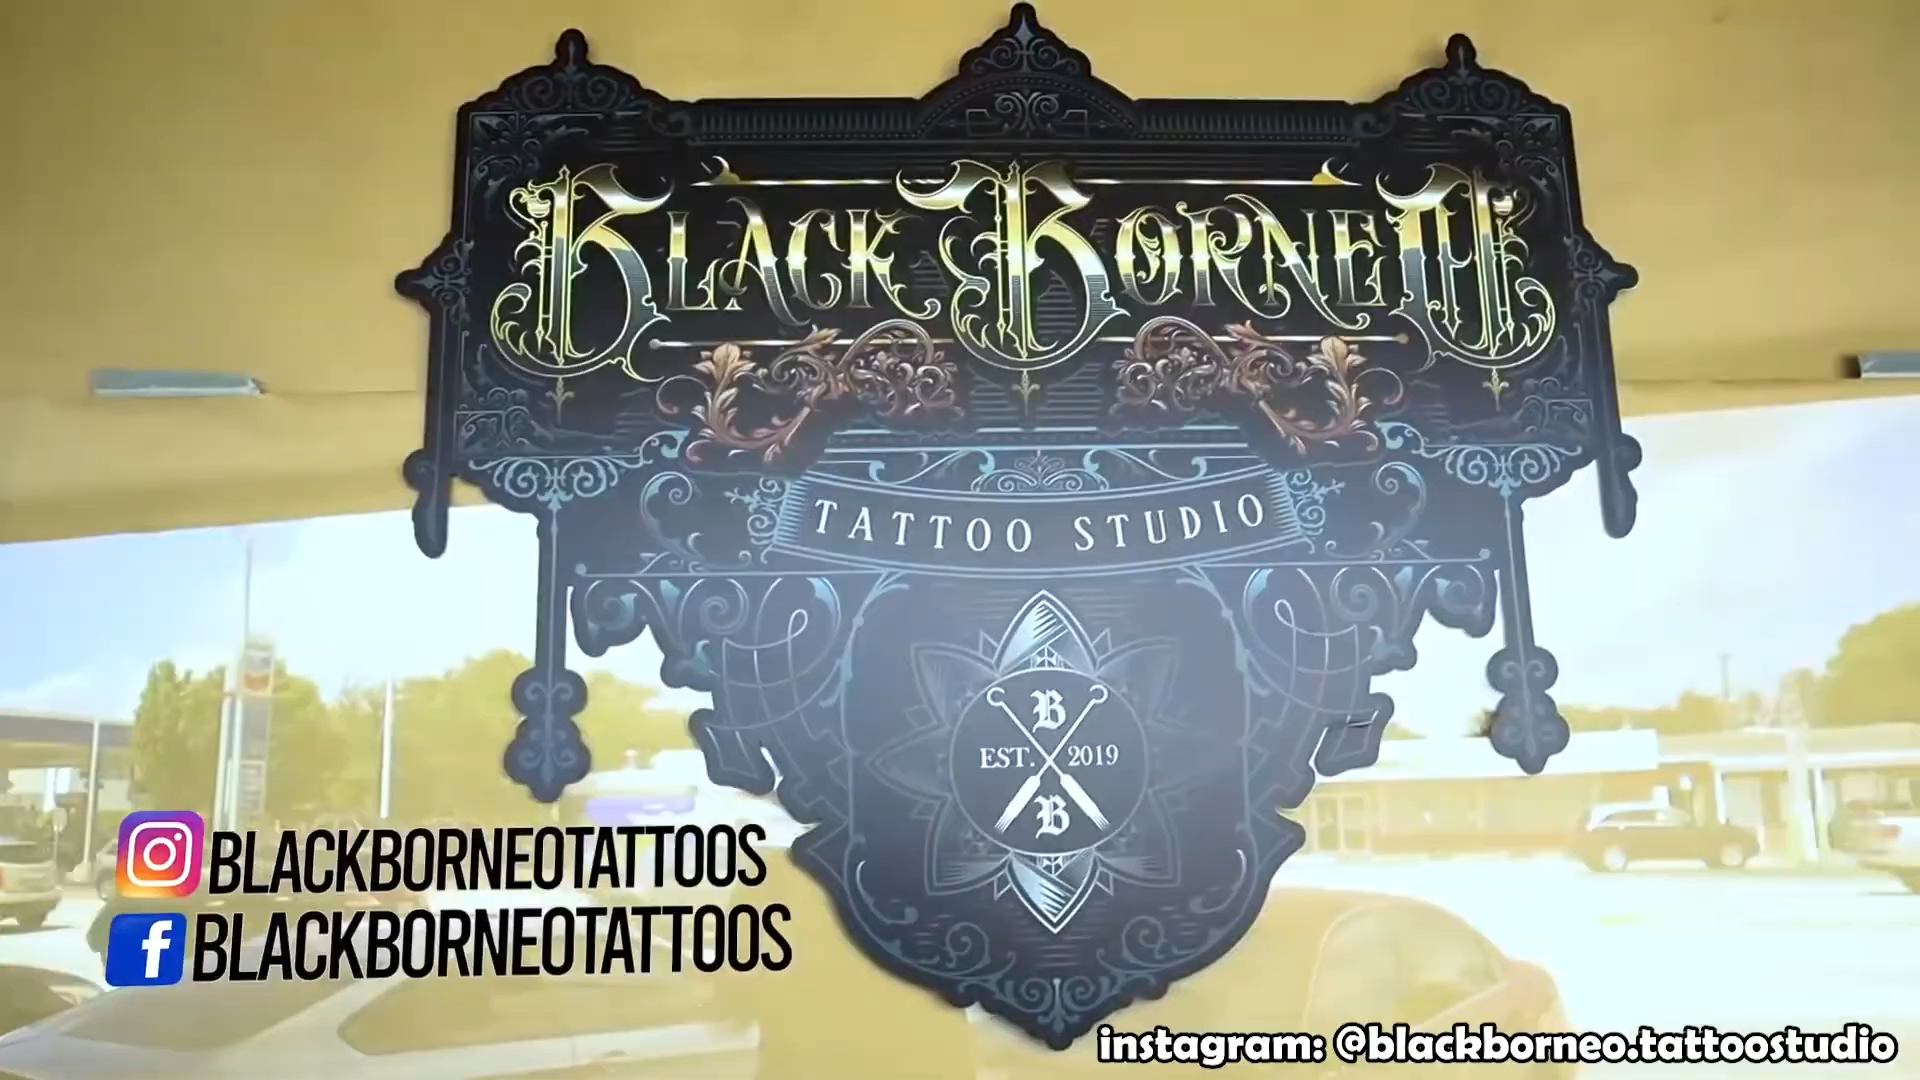 BLACK BORNEO
TATTOO STUDIO
B
EST. 2019
B
BLACKBORNEOTATTOOS
BLACKBORNEOTATTOOS
instagram: @blackborneo.tattoostudio